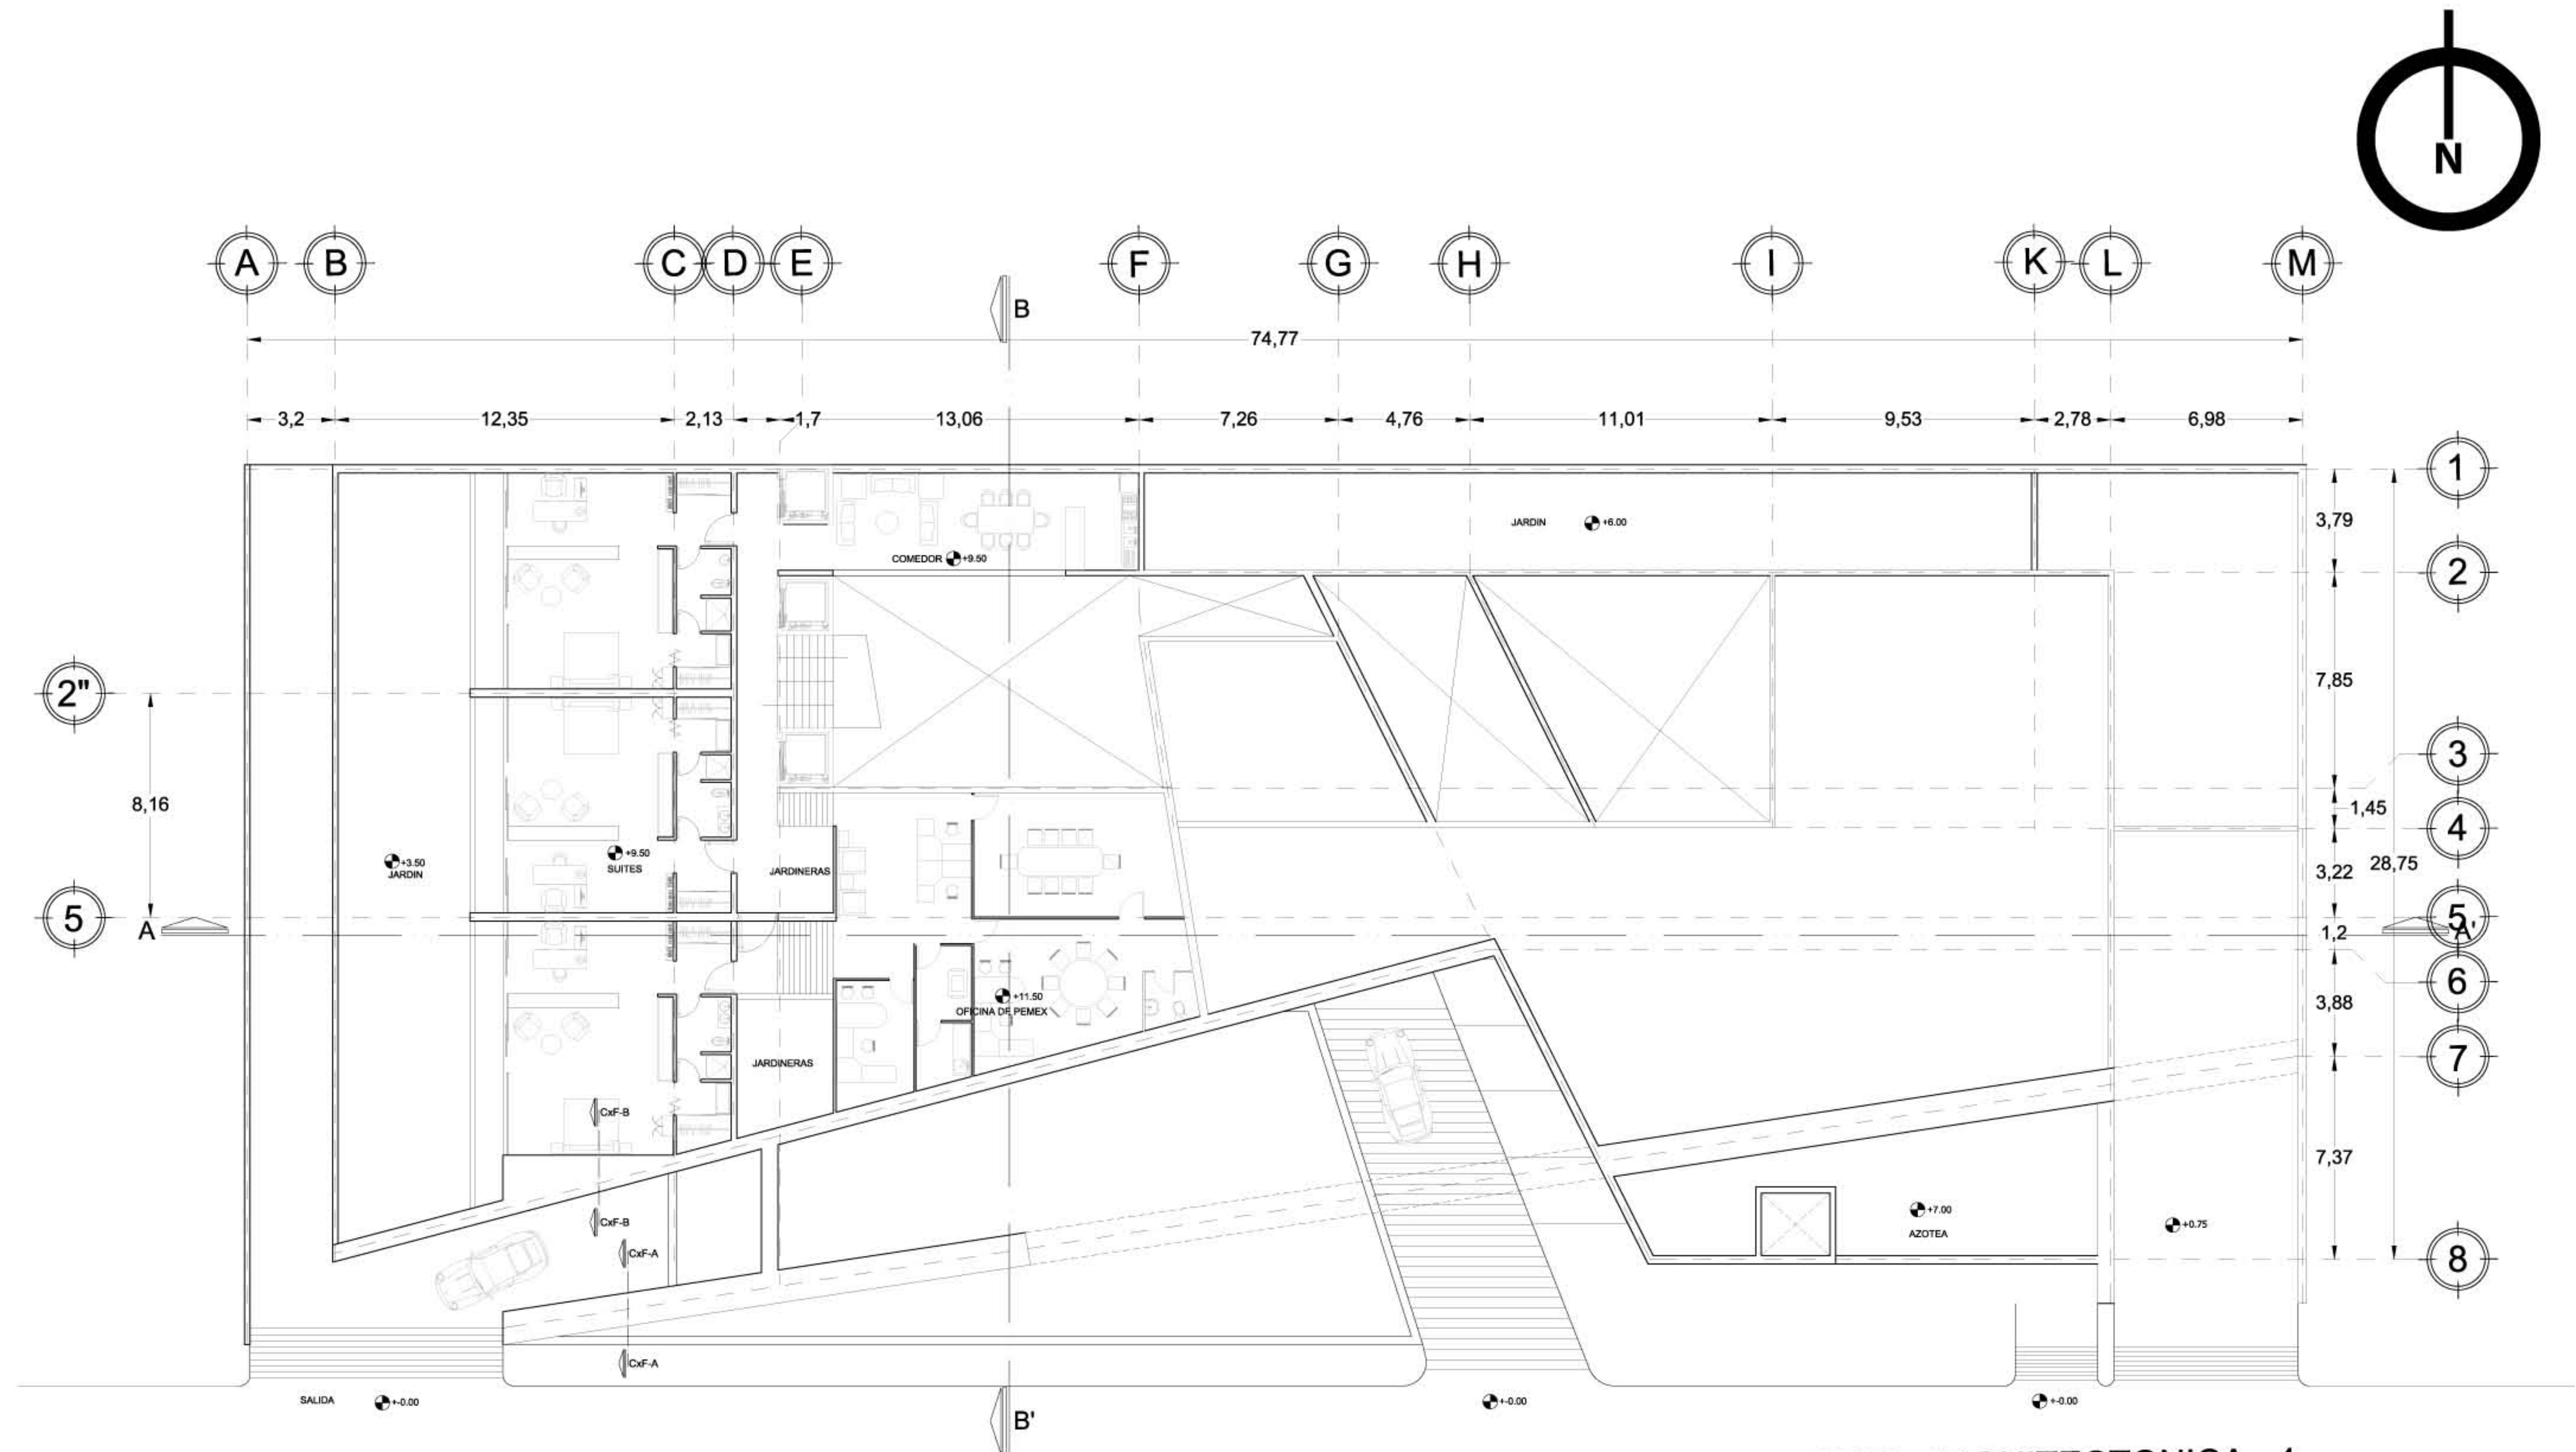 N
A B C D E F G H I K L M
B
74,77
3,2 12,35 2,13 1,7 13,06 7,26 4,76 11,01 9,53 2,78 6,98
1
3,79
JARDIN +6.00
COMEDOR +9.50
2
7,85
2"
3
8,16
1,45
4
+3.50
JARDIN
+9.50
SUITES
JARDINERAS
3,22 28,75
5
5
A
A'
1,2
6
+11.50
OFICINA DE PEMEX
3,88
JARDINERAS
7
CxF-B
7,37
CxF-B
+7.00
AZOTEA
+0.75
CxF-A
8
CxF-A
SALIDA +-0.00
+-0.00
+-0.00
B'